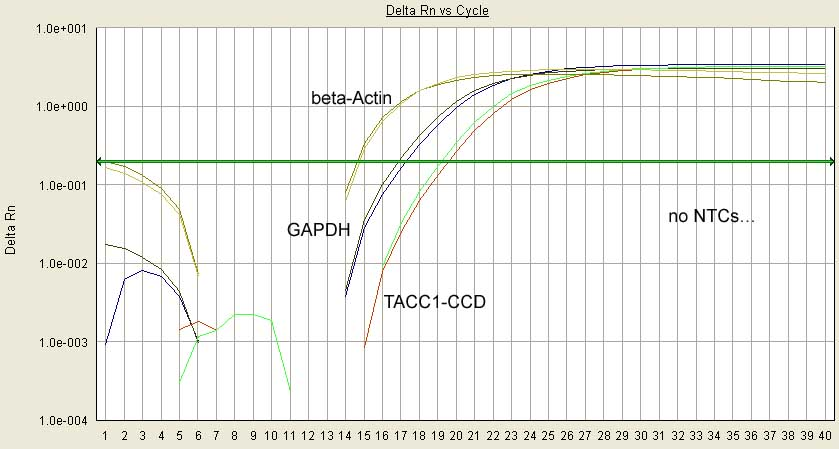 Delta Rn vs Cycle
1.0e+001
beta-Actin
1.0e+000
1.0e-001
no NTCs...
GAPDH
Delta Rn
1.0e-002
TACC1-CCD
1.0e-003
1.0e-004
1 2 3 4 5 6 7 8 9 10 11 12 13 14 15 16 17 18 19 20 21 22 23 24 25 26 27 28 29 30 31 32 33 34 35 36 37 38 39 40